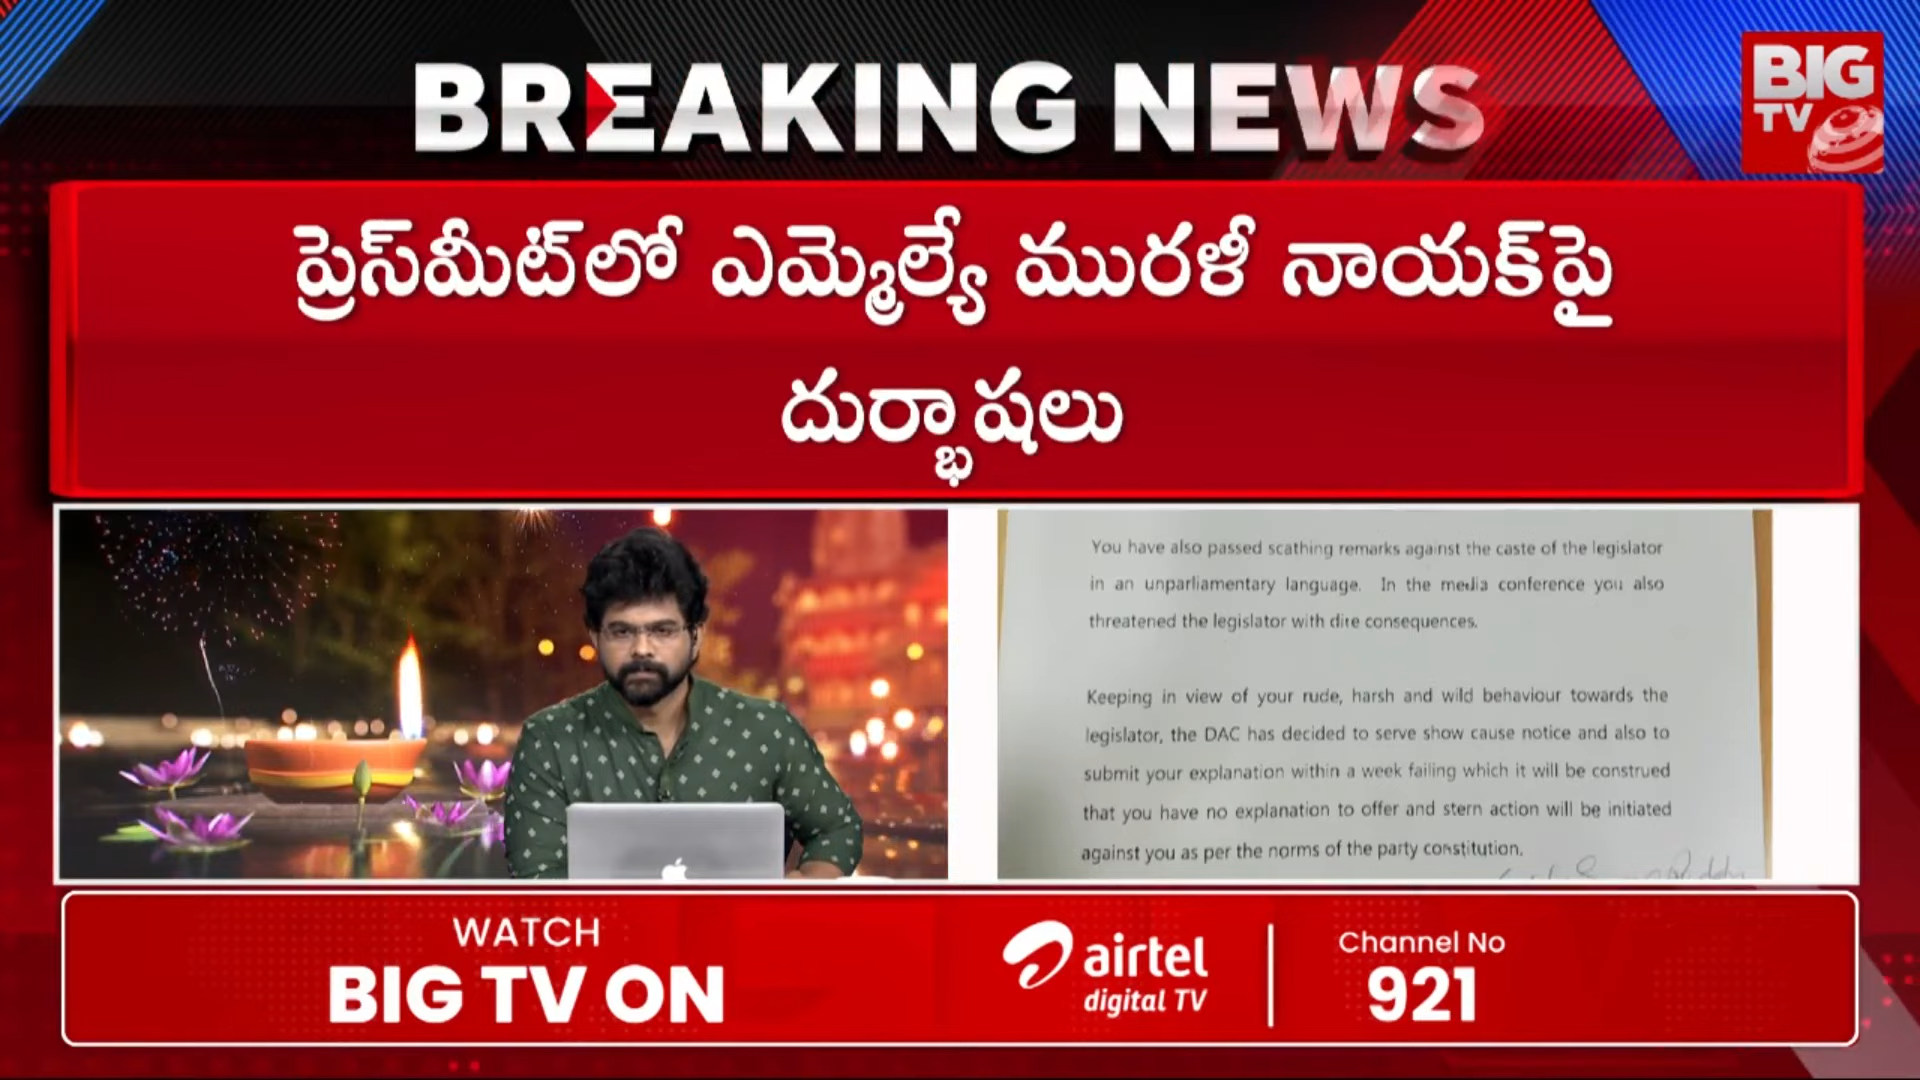 BREAKING NEWS
BIG
TV
ప్రెస్‌మీట్‌లో ఎమ్మెల్యే మురళీ నాయక్‌పై
దుర్భాషలు
You have also passed scathing remarks against the caste of the legislator
in an unparliamentary language. In the media conference you also
threatened the legislator with dire consequences.
Keeping in view of your rude, harsh and wild behaviour towards the
legislator, the DAC has decided to serve show cause notice and also to
submit your explanation within a week failing which it will be construed
that you have no explanation to offer and stern action will be initiated
against you as per the norms of the party constitution.
WATCH
BIG TV ON
airtel
digital TV
Channel No
921